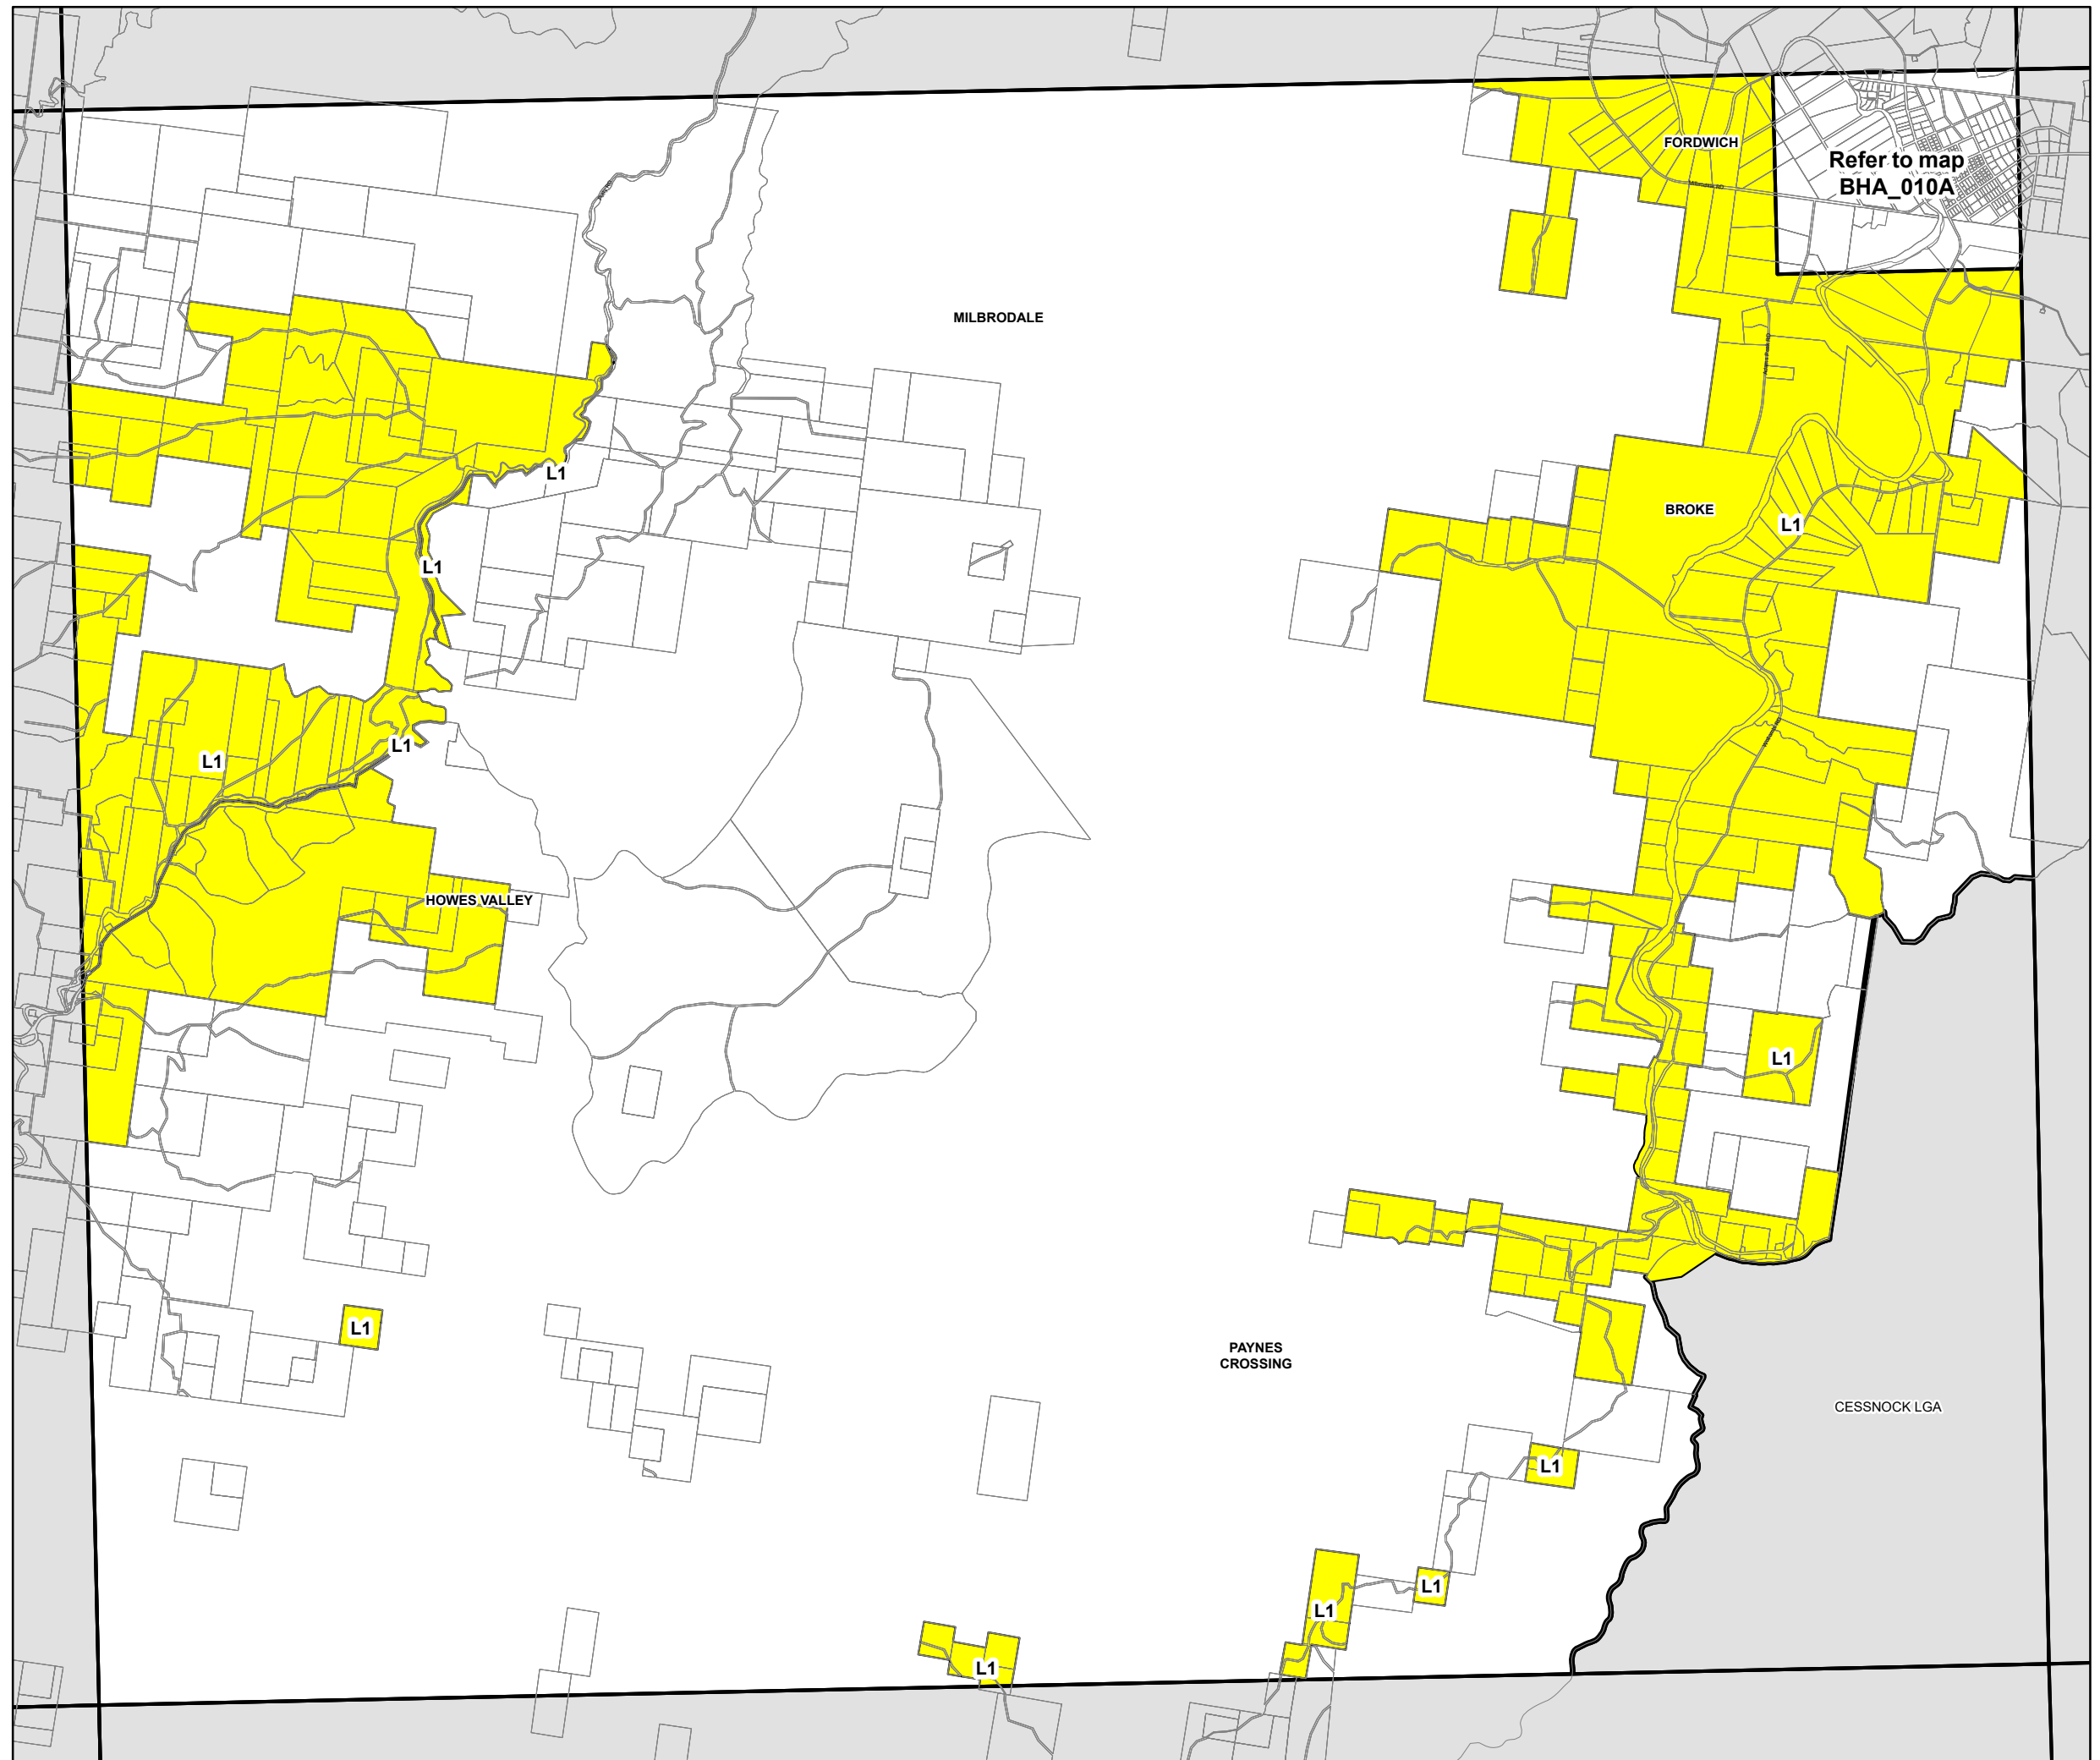 FORDWICH
Refer to map
BHA_010A
MILBRODALE
L1
BROKE
L1
L1
L1
L1
HOWES VALLEY
L1
L1
PAYNES
CROSSING
CESSNOCK LGA
L1
L1
L1
L1